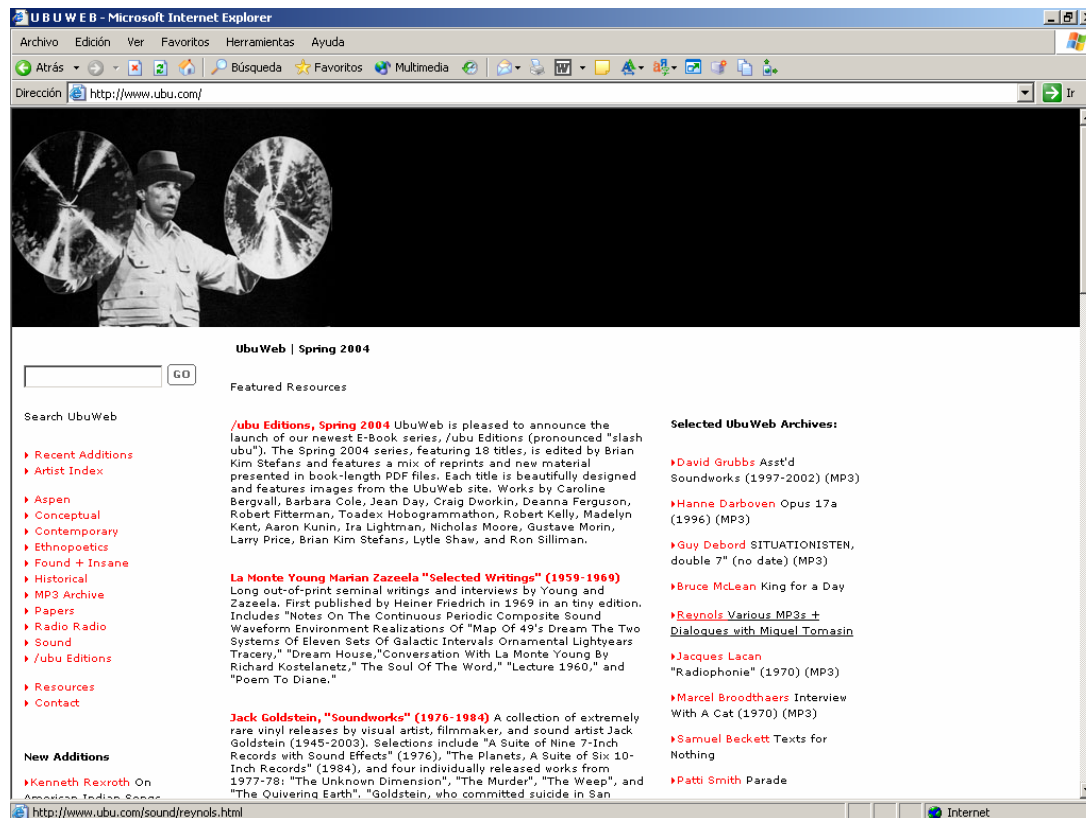 U B U W E B - Microsoft Internet Explorer
Archivo Edición Ver Favoritos Herramientas Ayuda
Atrás Búsqueda Favoritos Multimedia
Dirección http://www.ubu.com/ Ir
UbuWeb | Spring 2004
GO
Search UbuWeb
Recent Additions
Artist Index
Aspen
Conceptual
Contemporary
Ethnopoetics
Found + Insane
Historical
MP3 Archive
Papers
Radio Radio
Sound
/ubu Editions
Resources
Contact
New Additions
Kenneth Rexroth On
American Indian Songs
Featured Resources
/ubu Editions, Spring 2004 UbuWeb is pleased to announce the
launch of our newest E-Book series, /ubu Editions (pronounced "slash
ubu"). The Spring 2004 series, featuring 18 titles, is edited by Brian
Kim Stefans and features a mix of reprints and new material
presented in book-length PDF files. Each title is beautifully designed
and features images from the UbuWeb site. Works by Caroline
Bergvall, Barbara Cole, Jean Day, Craig Dworkin, Deanna Ferguson,
Robert Fitterman, Toadex Hobogrammathon, Robert Kelly, Madelyn
Kent, Aaron Kunin, Ira Lightman, Nicholas Moore, Gustave Morin,
Larry Price, Brian Kim Stefans, Lytle Shaw, and Ron Silliman.
La Monte Young Marian Zazeela "Selected Writings" (1959-1969)
Long out-of-print seminal writings and interviews by Young and
Zazeela. First published by Heiner Friedrich in 1969 in an tiny edition.
Includes "Notes On The Continuous Periodic Composite Sound
Waveform Environment Realizations Of "Map Of 49's Dream The Two
Systems Of Eleven Sets Of Galactic Intervals Ornamental Lightyears
Tracery," "Dream House,"Conversation With La Monte Young By
Richard Kostelanetz," The Soul Of The Word," "Lecture 1960," and
"Poem To Diane."
Jack Goldstein, "Soundworks" (1976-1984) A collection of extremely
rare vinyl releases by visual artist, filmmaker, and sound artist Jack
Goldstein (1945-2003). Selections include "A Suite of Nine 7-Inch
Records with Sound Effects" (1976), "The Planets, A Suite of Six 10-
Inch Records" (1984), and four individually released works from
1977-78: "The Unknown Dimension", "The Murder", "The Weep", and
"The Quivering Earth". "Goldstein, who committed suicide in San
Selected UbuWeb Archives:
David Grubbs Asst'd
Soundworks (1997-2002) (MP3)
Hanne Darboven Opus 17a
(1996) (MP3)
Guy Debord SITUATIONISTEN,
double 7" (no date) (MP3)
Bruce McLean King for a Day
Reynols Various MP3s +
Dialogues with Miguel Tomasin
Jacques Lacan
"Radiophonie" (1970) (MP3)
Marcel Broodthaers Interview
With A Cat (1970) (MP3)
Samuel Beckett Texts for
Nothing
Patti Smith Parade
http://www.ubu.com/sound/reynols.html Internet